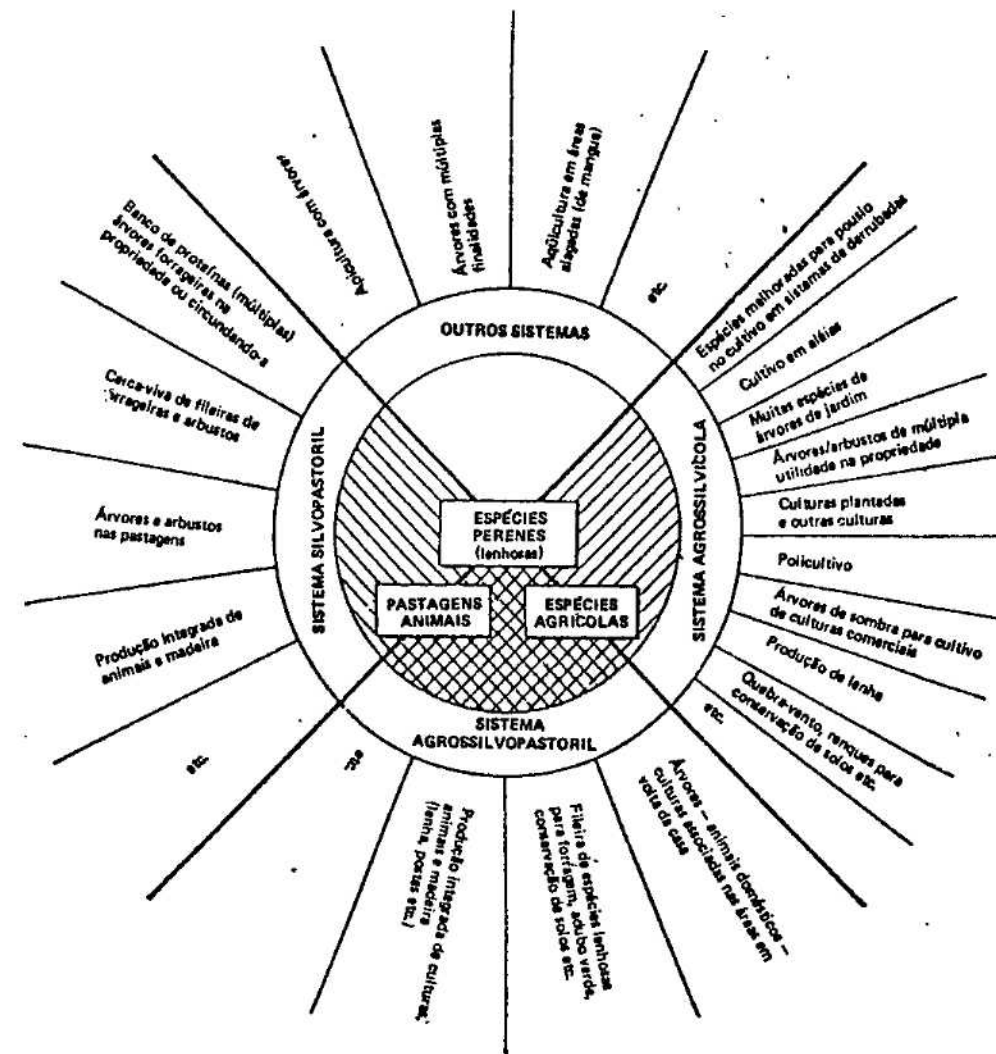 Apicultura com árvores
Árvores com múltiplas
finalidades
Aqüicultura em áreas
alagadas (de mangue)
etc.
OUTROS SISTEMAS
Espécies melhoradas para pousio
no cultivo em sistemas de derrubadas
Cultivo em aléias
Muitas espécies de
árvores de jardim
Árvores/arbustos de múltipla
utilidade na propriedade
Culturas plantadas
e outras culturas
Policultivo
Árvores de sombra para cultivo
de culturas comerciais
Produção de lenha
Quebra-vento, renques para
conservação de solos etc.
etc.
SISTEMA AGROSSILVÍCOLA
Árvores – animais domésticos –
culturas associadas nas áreas em
volta da casa
Fileira de espécies lenhosas
para forragem, adubo verde,
conservação de solos etc.
Produção integrada de culturas,
animais e madeira
(lenha, postes etc.)
etc.
SISTEMA
AGROSSILVOPASTORIL
Banco de proteínas (múltiplas)
árvores forrageiras na
propriedade ou circundando-a
Cerca-viva de fileiras de
forrageiras e arbustos
Árvores e arbustos
nas pastagens
Produção integrada de
animais e madeira
etc.
SISTEMA SILVOPASTORIL
ESPÉCIES
PERENES
(lenhosas)
PASTAGENS
ANIMAIS
ESPÉCIES
AGRÍCOLAS